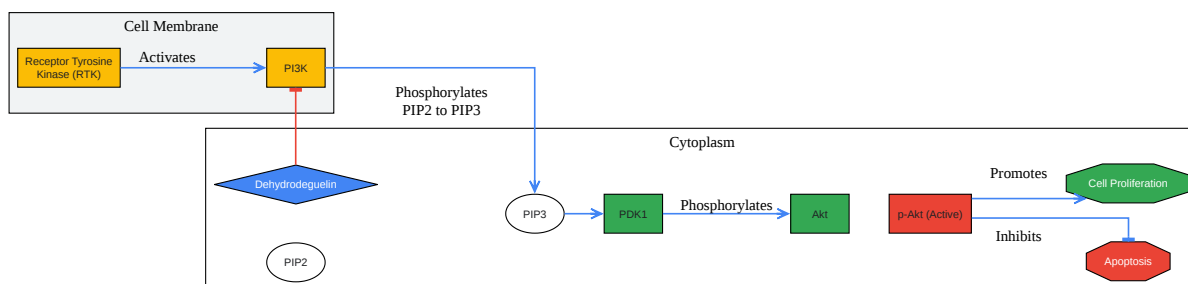 Cell Membrane
Receptor Tyrosine
Kinase (RTK)
Activates
PI3K
Phosphorylates
PIP2 to PIP3
Cytoplasm
Dehydrodeguelin
PIP2
PIP3
PDK1
Phosphorylates
Akt
p-Akt (Active)
Promotes
Cell Proliferation
Inhibits
Apoptosis